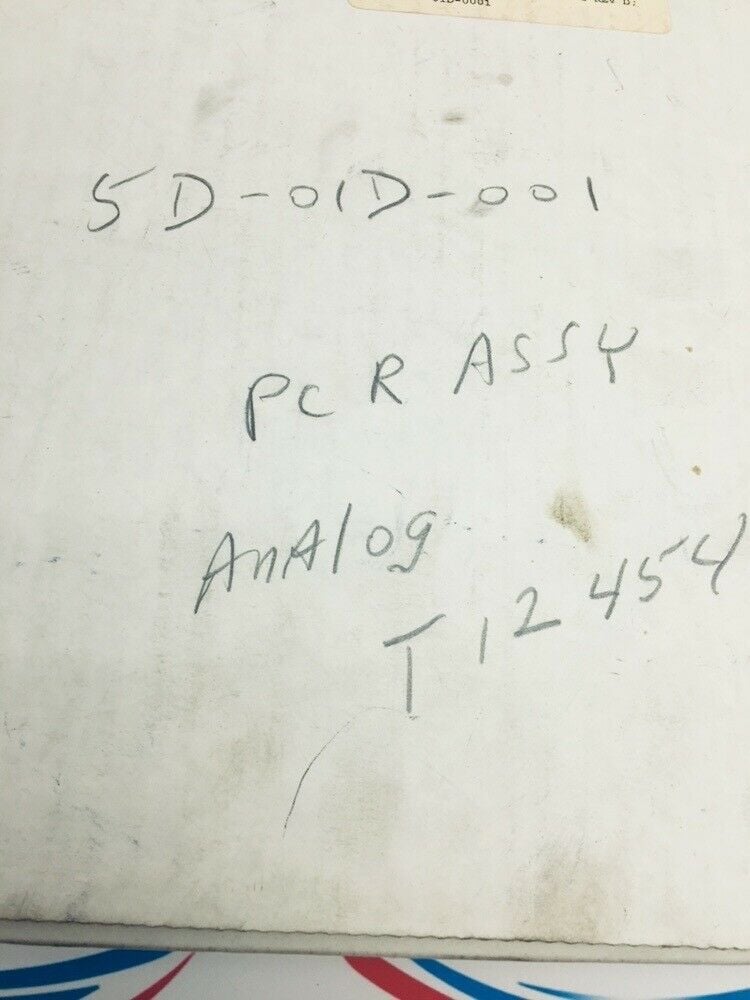 5D-01D-001
PCR ASSY
AnAlog
T12454